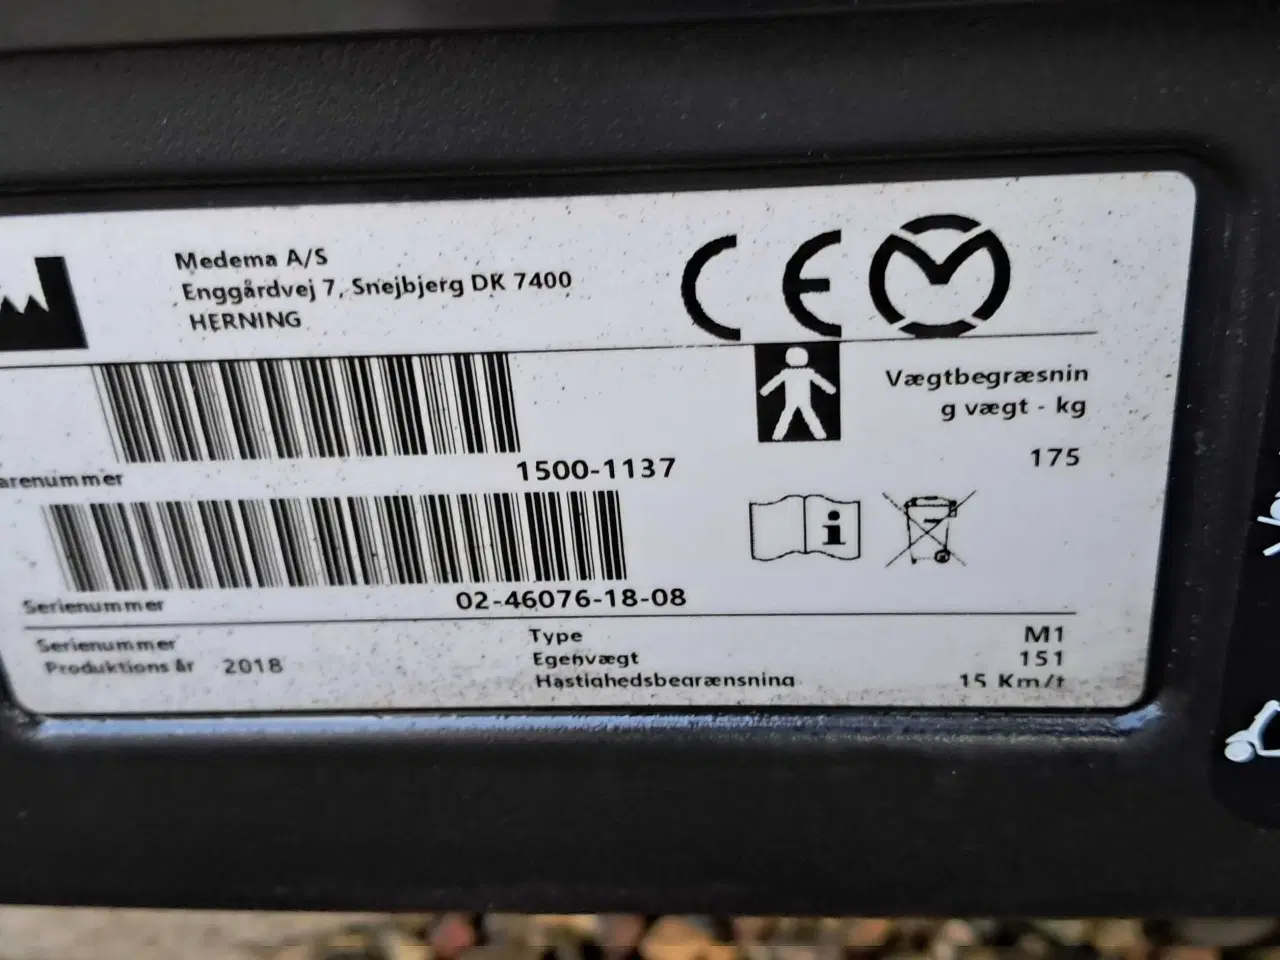 Medema A/S
Enggårdvej 7, Snejbjerg DK 7400
HERNING
CE
Vægtbegræsnin
g vægt - kg
175
arenummer
1500-1137
i
Serienummer
02-46076-18-08
Serienummer
Produktions år 2018
Type M1
Egenvægt 151
Hastighedsbegrænsning 15 Km/t